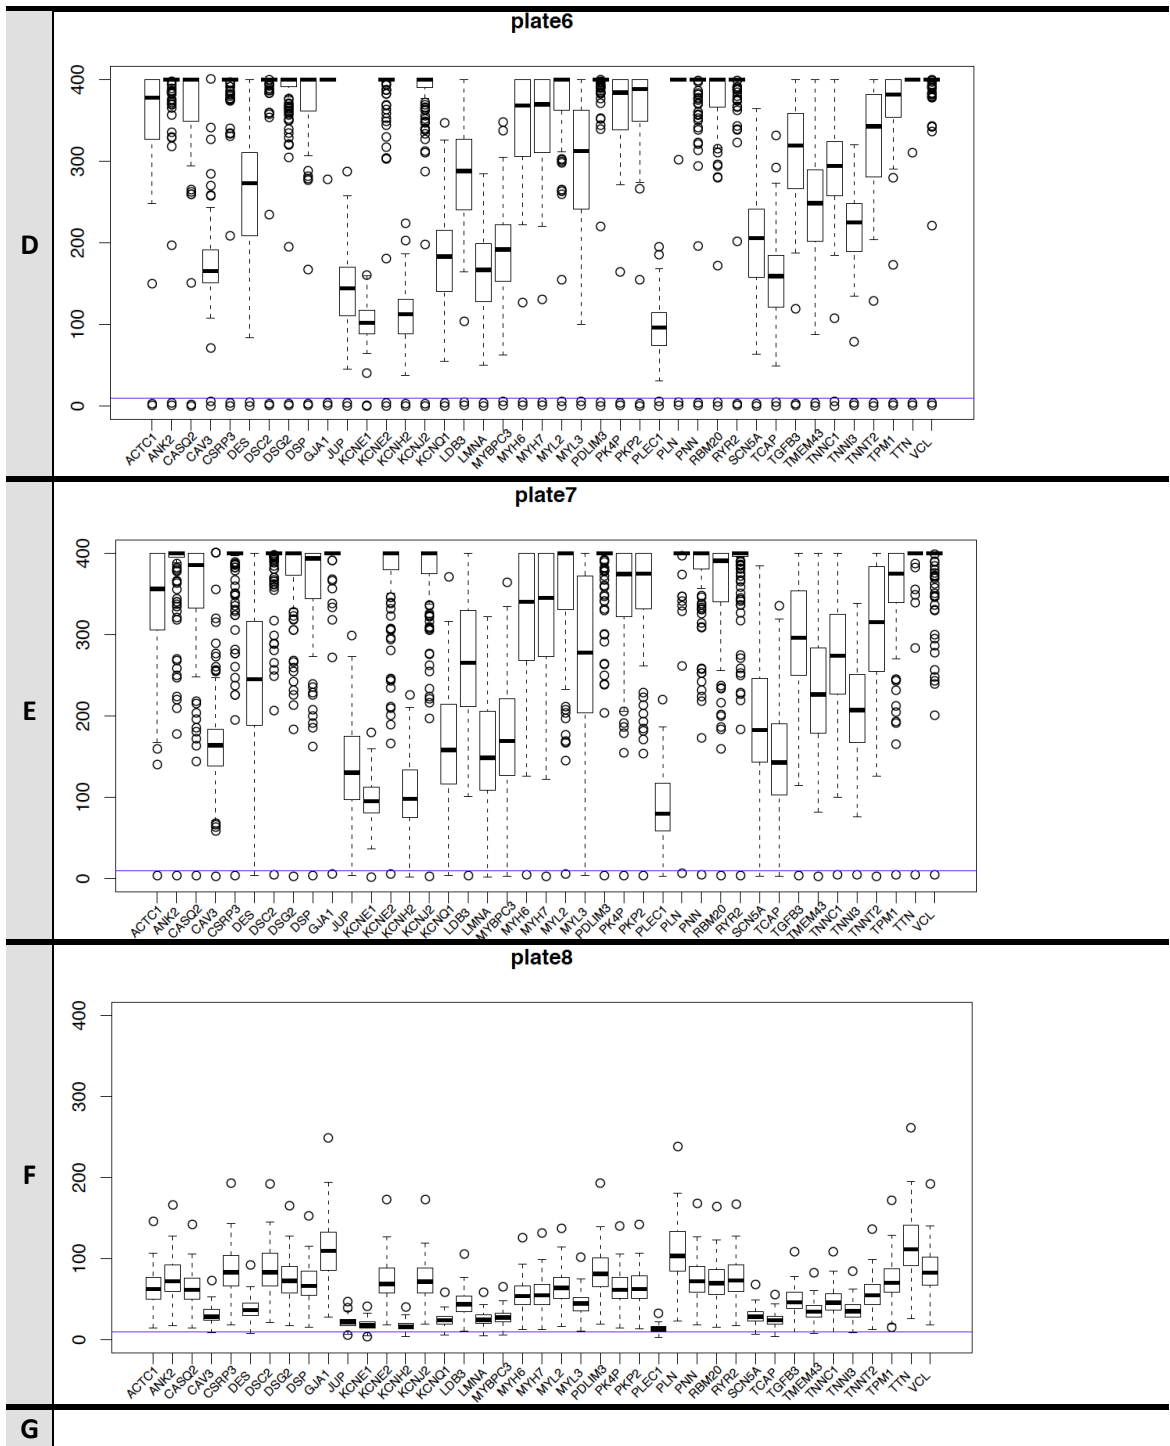 plate6
D
400
300
200
100
0
ACTC1 ANK2 CASQ2 CAV3 CSRP3 DES DSC2 DSG2 DSP GJA1 JUP KCNE1 KCNE2 KCNH2 KCNJ2 KCNQ1 LDB3 LMNA MYBPC3 MYH6 MYH7 MYL2 MYL3 PDLIM3 PK4P PKP2 PLEC1 PLN PNN RBM20 RYR2 SCN5A TCAP TGFB3 TMEM43 TNNC1 TNNI3 TNNT2 TPM1 TTN VCL
plate7
E
400
300
200
100
0
ACTC1 ANK2 CASQ2 CAV3 CSRP3 DES DSC2 DSG2 DSP GJA1 JUP KCNE1 KCNE2 KCNH2 KCNJ2 KCNQ1 LDB3 LMNA MYBPC3 MYH6 MYH7 MYL2 MYL3 PDLIM3 PK4P PKP2 PLEC1 PLN PNN RBM20 RYR2 SCN5A TCAP TGFB3 TMEM43 TNNC1 TNNI3 TNNT2 TPM1 TTN VCL
plate8
F
400
300
200
100
0
ACTC1 ANK2 CASQ2 CAV3 CSRP3 DES DSC2 DSG2 DSP GJA1 JUP KCNE1 KCNE2 KCNH2 KCNJ2 KCNQ1 LDB3 LMNA MYBPC3 MYH6 MYH7 MYL2 MYL3 PDLIM3 PK4P PKP2 PLEC1 PLN PNN RBM20 RYR2 SCN5A TCAP TGFB3 TMEM43 TNNC1 TNNI3 TNNT2 TPM1 TTN VCL
G